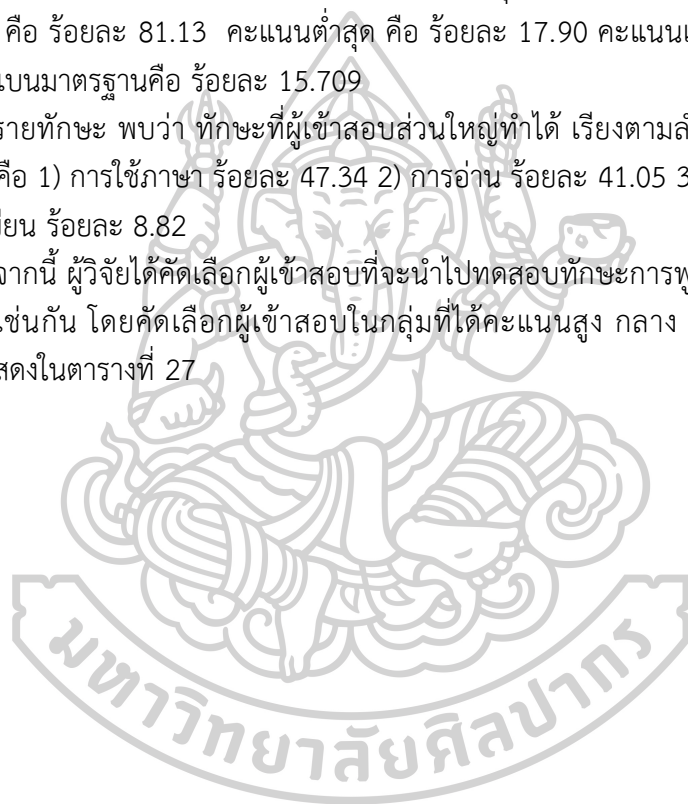 คือ ร้อยละ 81.13 คะแนนต่ำสุด คือ ร้อยละ 17.90
เบนมาตรฐานคือ ร้อยละ 15.709
รายทักษะ พบว่า ทักษะที่ผู้เข้าสอบส่วนใหญ่ทำได้ เรียงตาม
คือ 1) การใช้ภาษา ร้อยละ 47.34 2) การอ่าน ร้อยละ 41.05 3
ขียน ร้อยละ 8.82
จากนี้ ผู้วิจัยได้คัดเลือกผู้เข้าสอบที่จะนำไปทดสอบทักษะการพู
เช่นกัน โดยคัดเลือกผู้เข้าสอบในกลุ่มที่ได้คะแนนสูง กลาง
สดงในตารางที่ 27
มหาวิทยาลัยศิลปากร